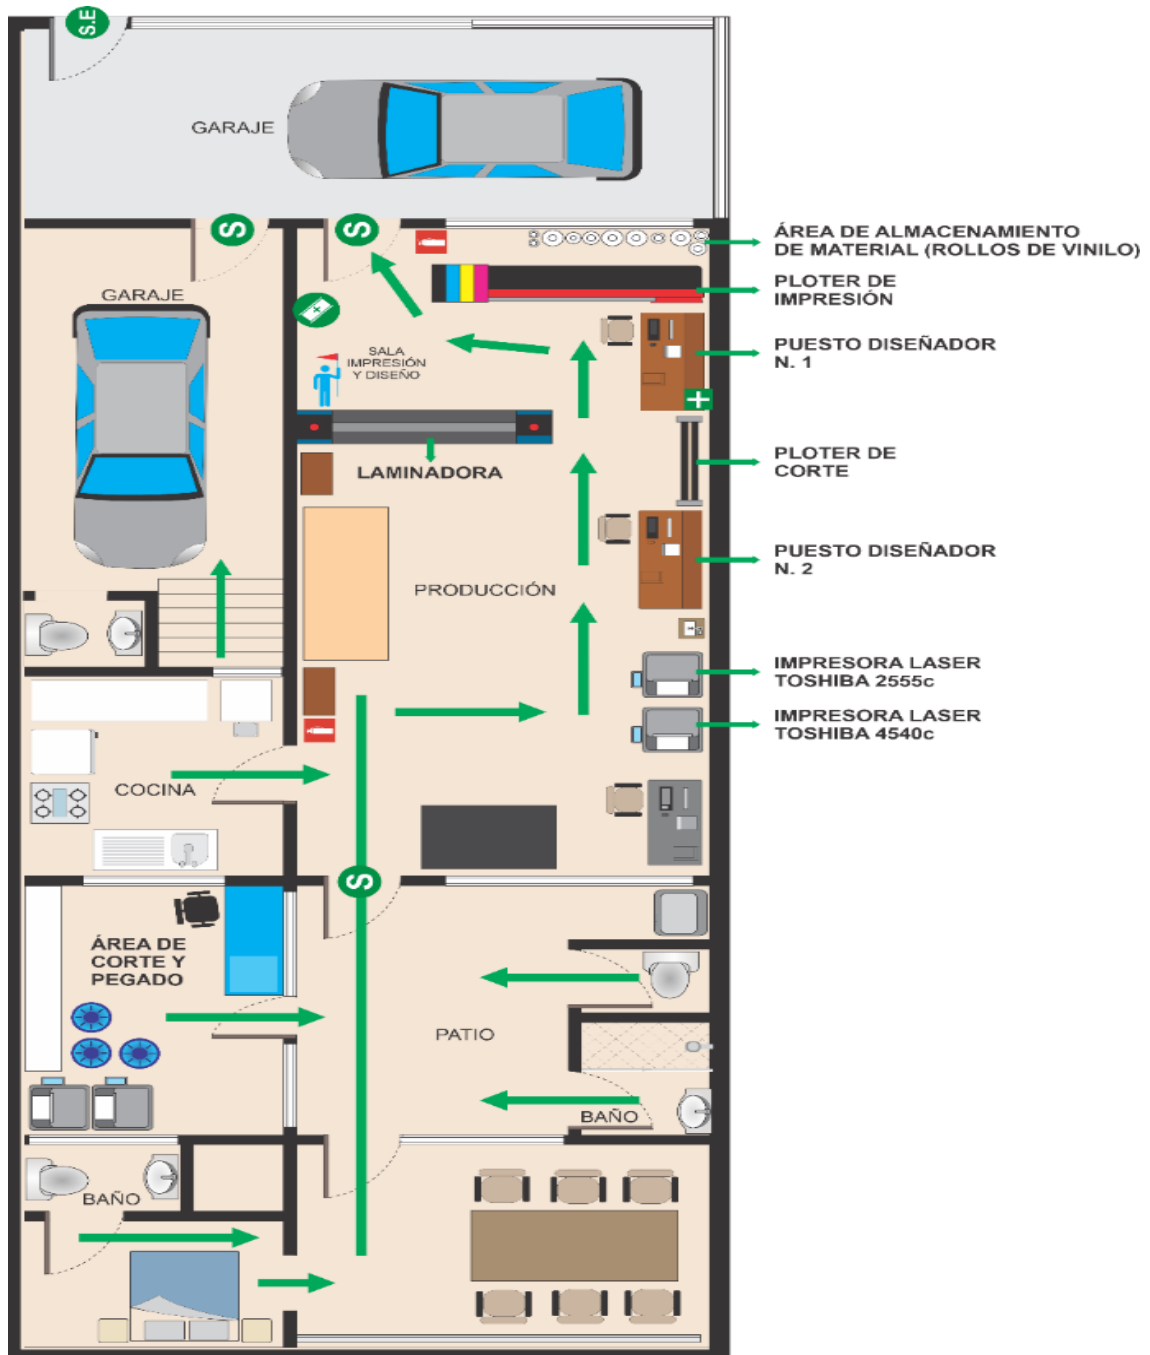 S.E
GARAJE
S
S
ÁREA DE ALMACENAMIENTO
DE MATERIAL (ROLLOS DE VINILO)
PLOTER DE
IMPRESIÓN
GARAJE
SALA
IMPRESIÓN
Y DISEÑO
PUESTO DISEÑADOR
N. 1
LAMINADORA
PLOTER DE
CORTE
PUESTO DISEÑADOR
N. 2
PRODUCCIÓN
IMPRESORA LASER
TOSHIBA 2555c
IMPRESORA LASER
TOSHIBA 4540c
COCINA
S
ÁREA DE
CORTE Y
PEGADO
PATIO
BAÑO
BAÑO